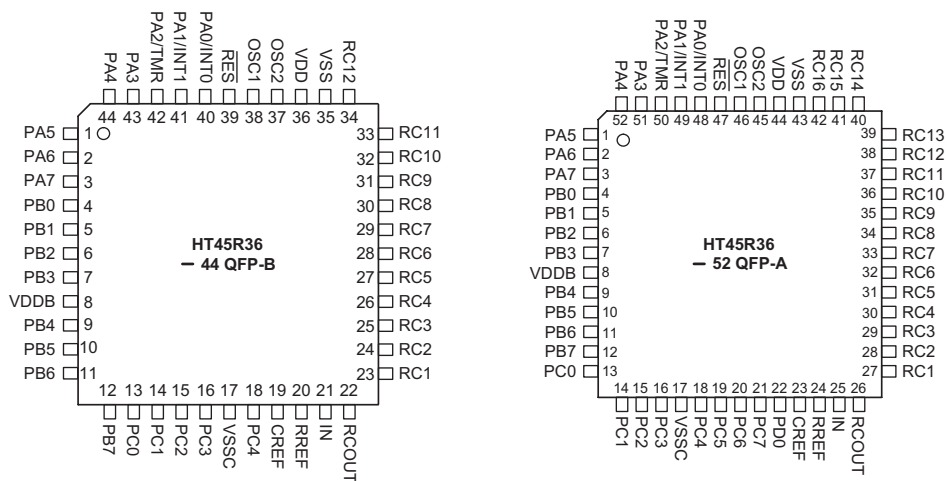 PA4
PA3
PA2/TMR
PA1/INT1
PA0/INT0
RES
OSC1
OSC2
VDD
VSS
RC12
44 43 42 41 40 39 38 37 36 35 34
PA5 1
PA6 2
PA7 3
PB0 4
PB1 5
PB2 6
PB3 7
VDDB 8
PB4 9
PB5 10
PB6 11
HT45R36
– 44 QFP-B
33 RC11
32 RC10
31 RC9
30 RC8
29 RC7
28 RC6
27 RC5
26 RC4
25 RC3
24 RC2
23 RC1
12 13 14 15 16 17 18 19 20 21 22
PB7
PC0
PC1
PC2
PC3
VSSC
PC4
CREF
RREF
IN
RCOUT
PA4
PA3
PA2/TMR
PA1/INT1
PA0/INT0
RES
OSC1
OSC2
VDD
VSS
RC16
RC15
RC14
52 51 50 49 48 47 46 45 44 43 42 41 40
PA5 1
PA6 2
PA7 3
PB0 4
PB1 5
PB2 6
PB3 7
VDDB 8
PB4 9
PB5 10
PB6 11
PB7 12
PC0 13
HT45R36
– 52 QFP-A
39 RC13
38 RC12
37 RC11
36 RC10
35 RC9
34 RC8
33 RC7
32 RC6
31 RC5
30 RC4
29 RC3
28 RC2
27 RC1
14 15 16 17 18 19 20 21 22 23 24 25 26
PC1
PC2
PC3
VSSC
PC4
PC5
PC6
PC7
PD0
CREF
RREF
IN
RCOUT